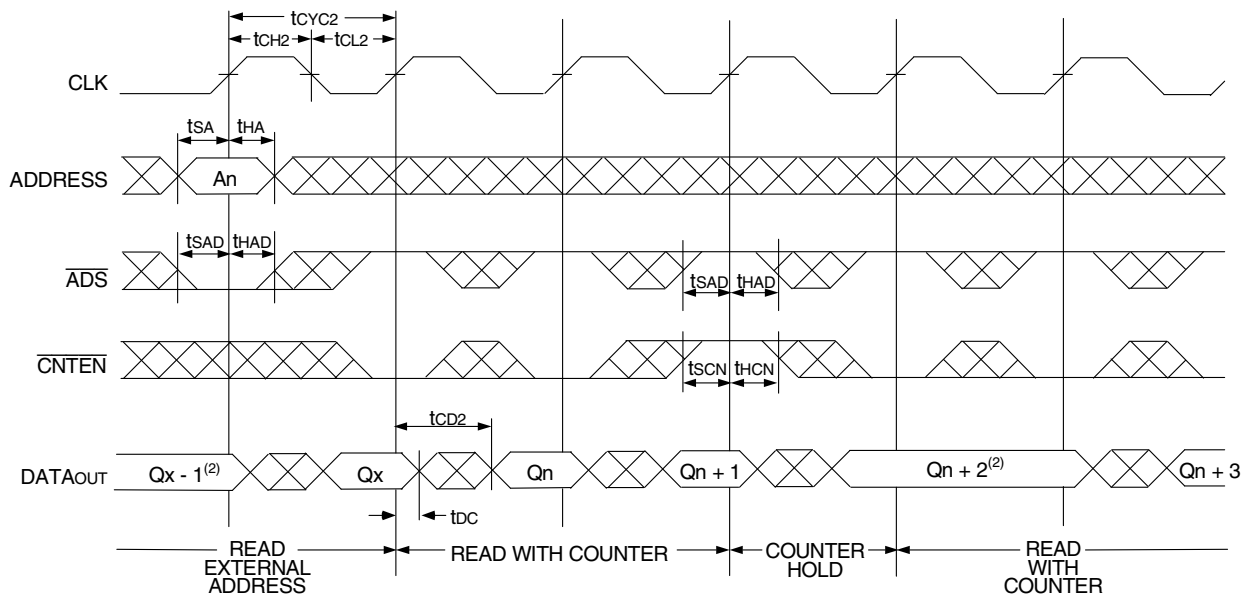 tCYC2
tCH2 tCL2
CLK
tSA tHA
ADDRESS An
tSAD tHAD
ADS
tSAD tHAD
CNTEN
tSCN tHCN
tCD2
DATAOUT Qx - 1(2) Qx Qn Qn + 1 Qn + 2(2) Qn + 3
tDC
READ EXTERNAL ADDRESS
READ WITH COUNTER
COUNTER HOLD
READ WITH COUNTER